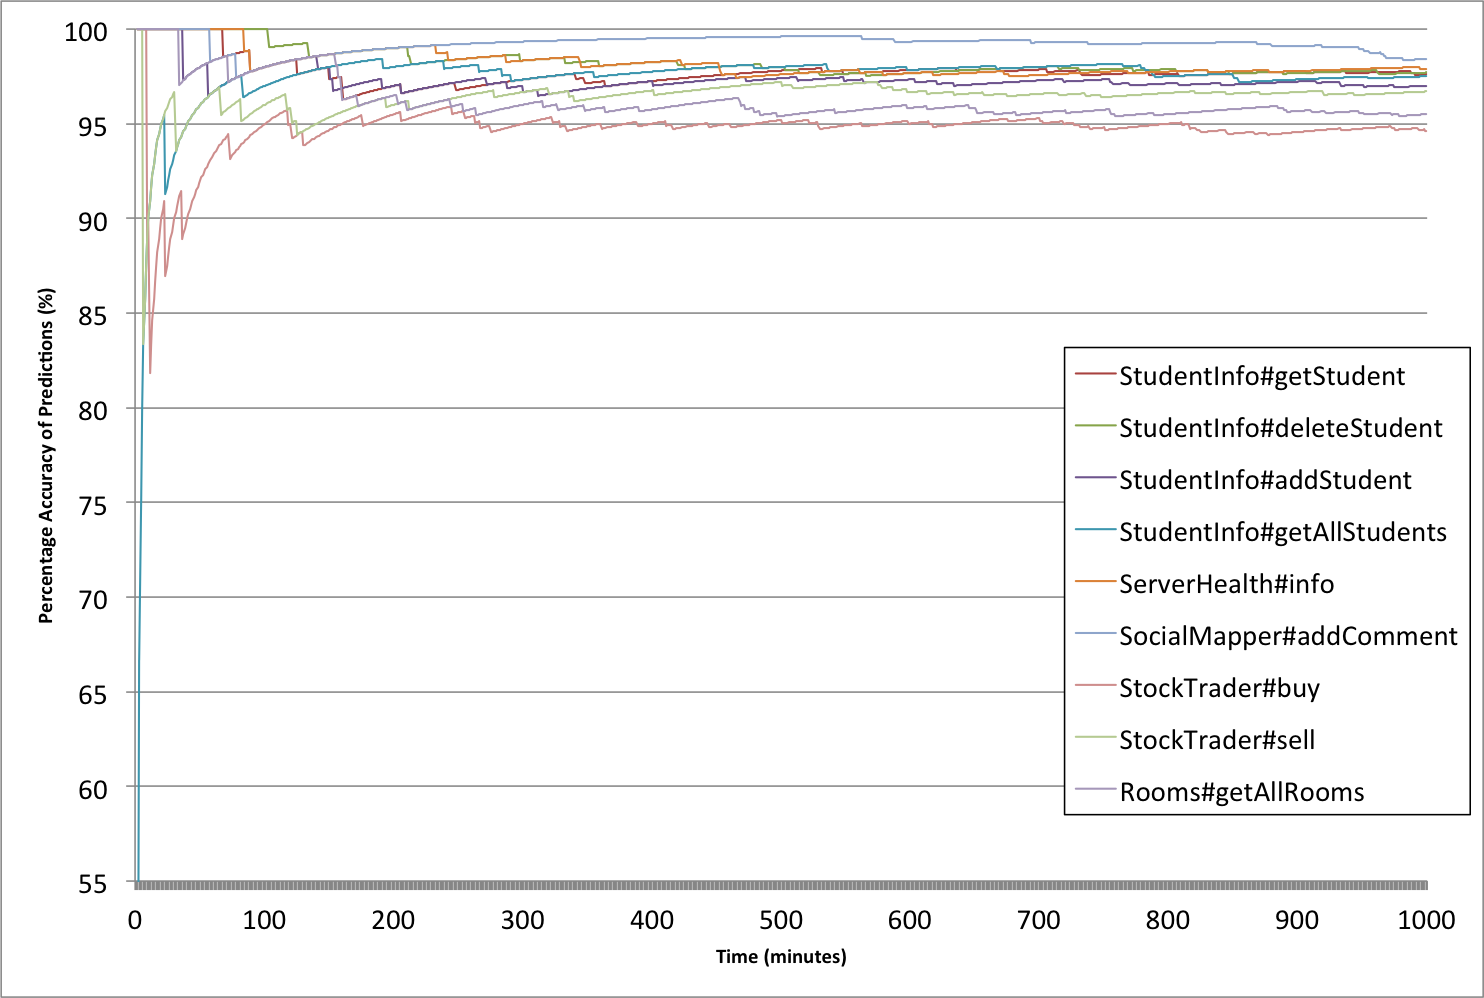 100
95
90
85
80
75
70
65
60
55
Percentage Accuracy of Predictions (%)
StudentInfo#getStudent
StudentInfo#deleteStudent
StudentInfo#addStudent
StudentInfo#getAllStudents
ServerHealth#info
SocialMapper#addComment
StockTrader#buy
StockTrader#sell
Rooms#getAllRooms
0 100 200 300 400 500 600 700 800 900 1000
Time (minutes)